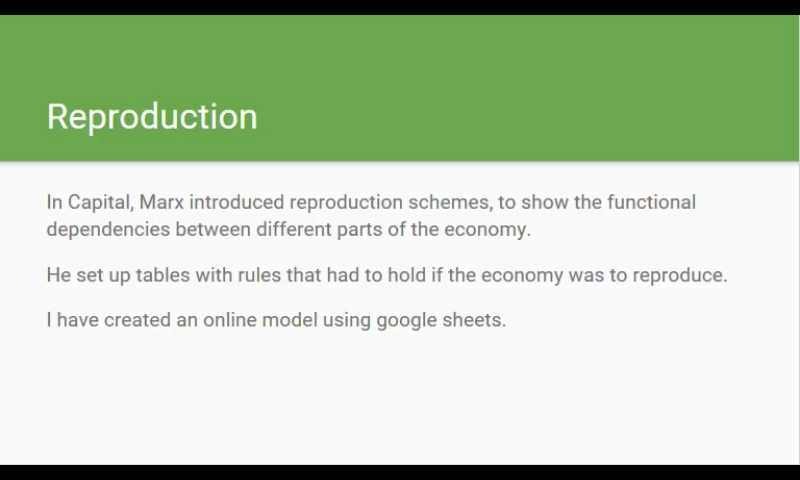 Reproduction
In Capital, Marx introduced reproduction schemes, to show the functional
dependencies between different parts of the economy.
He set up tables with rules that had to hold if the economy was to reproduce.
I have created an online model using google sheets.